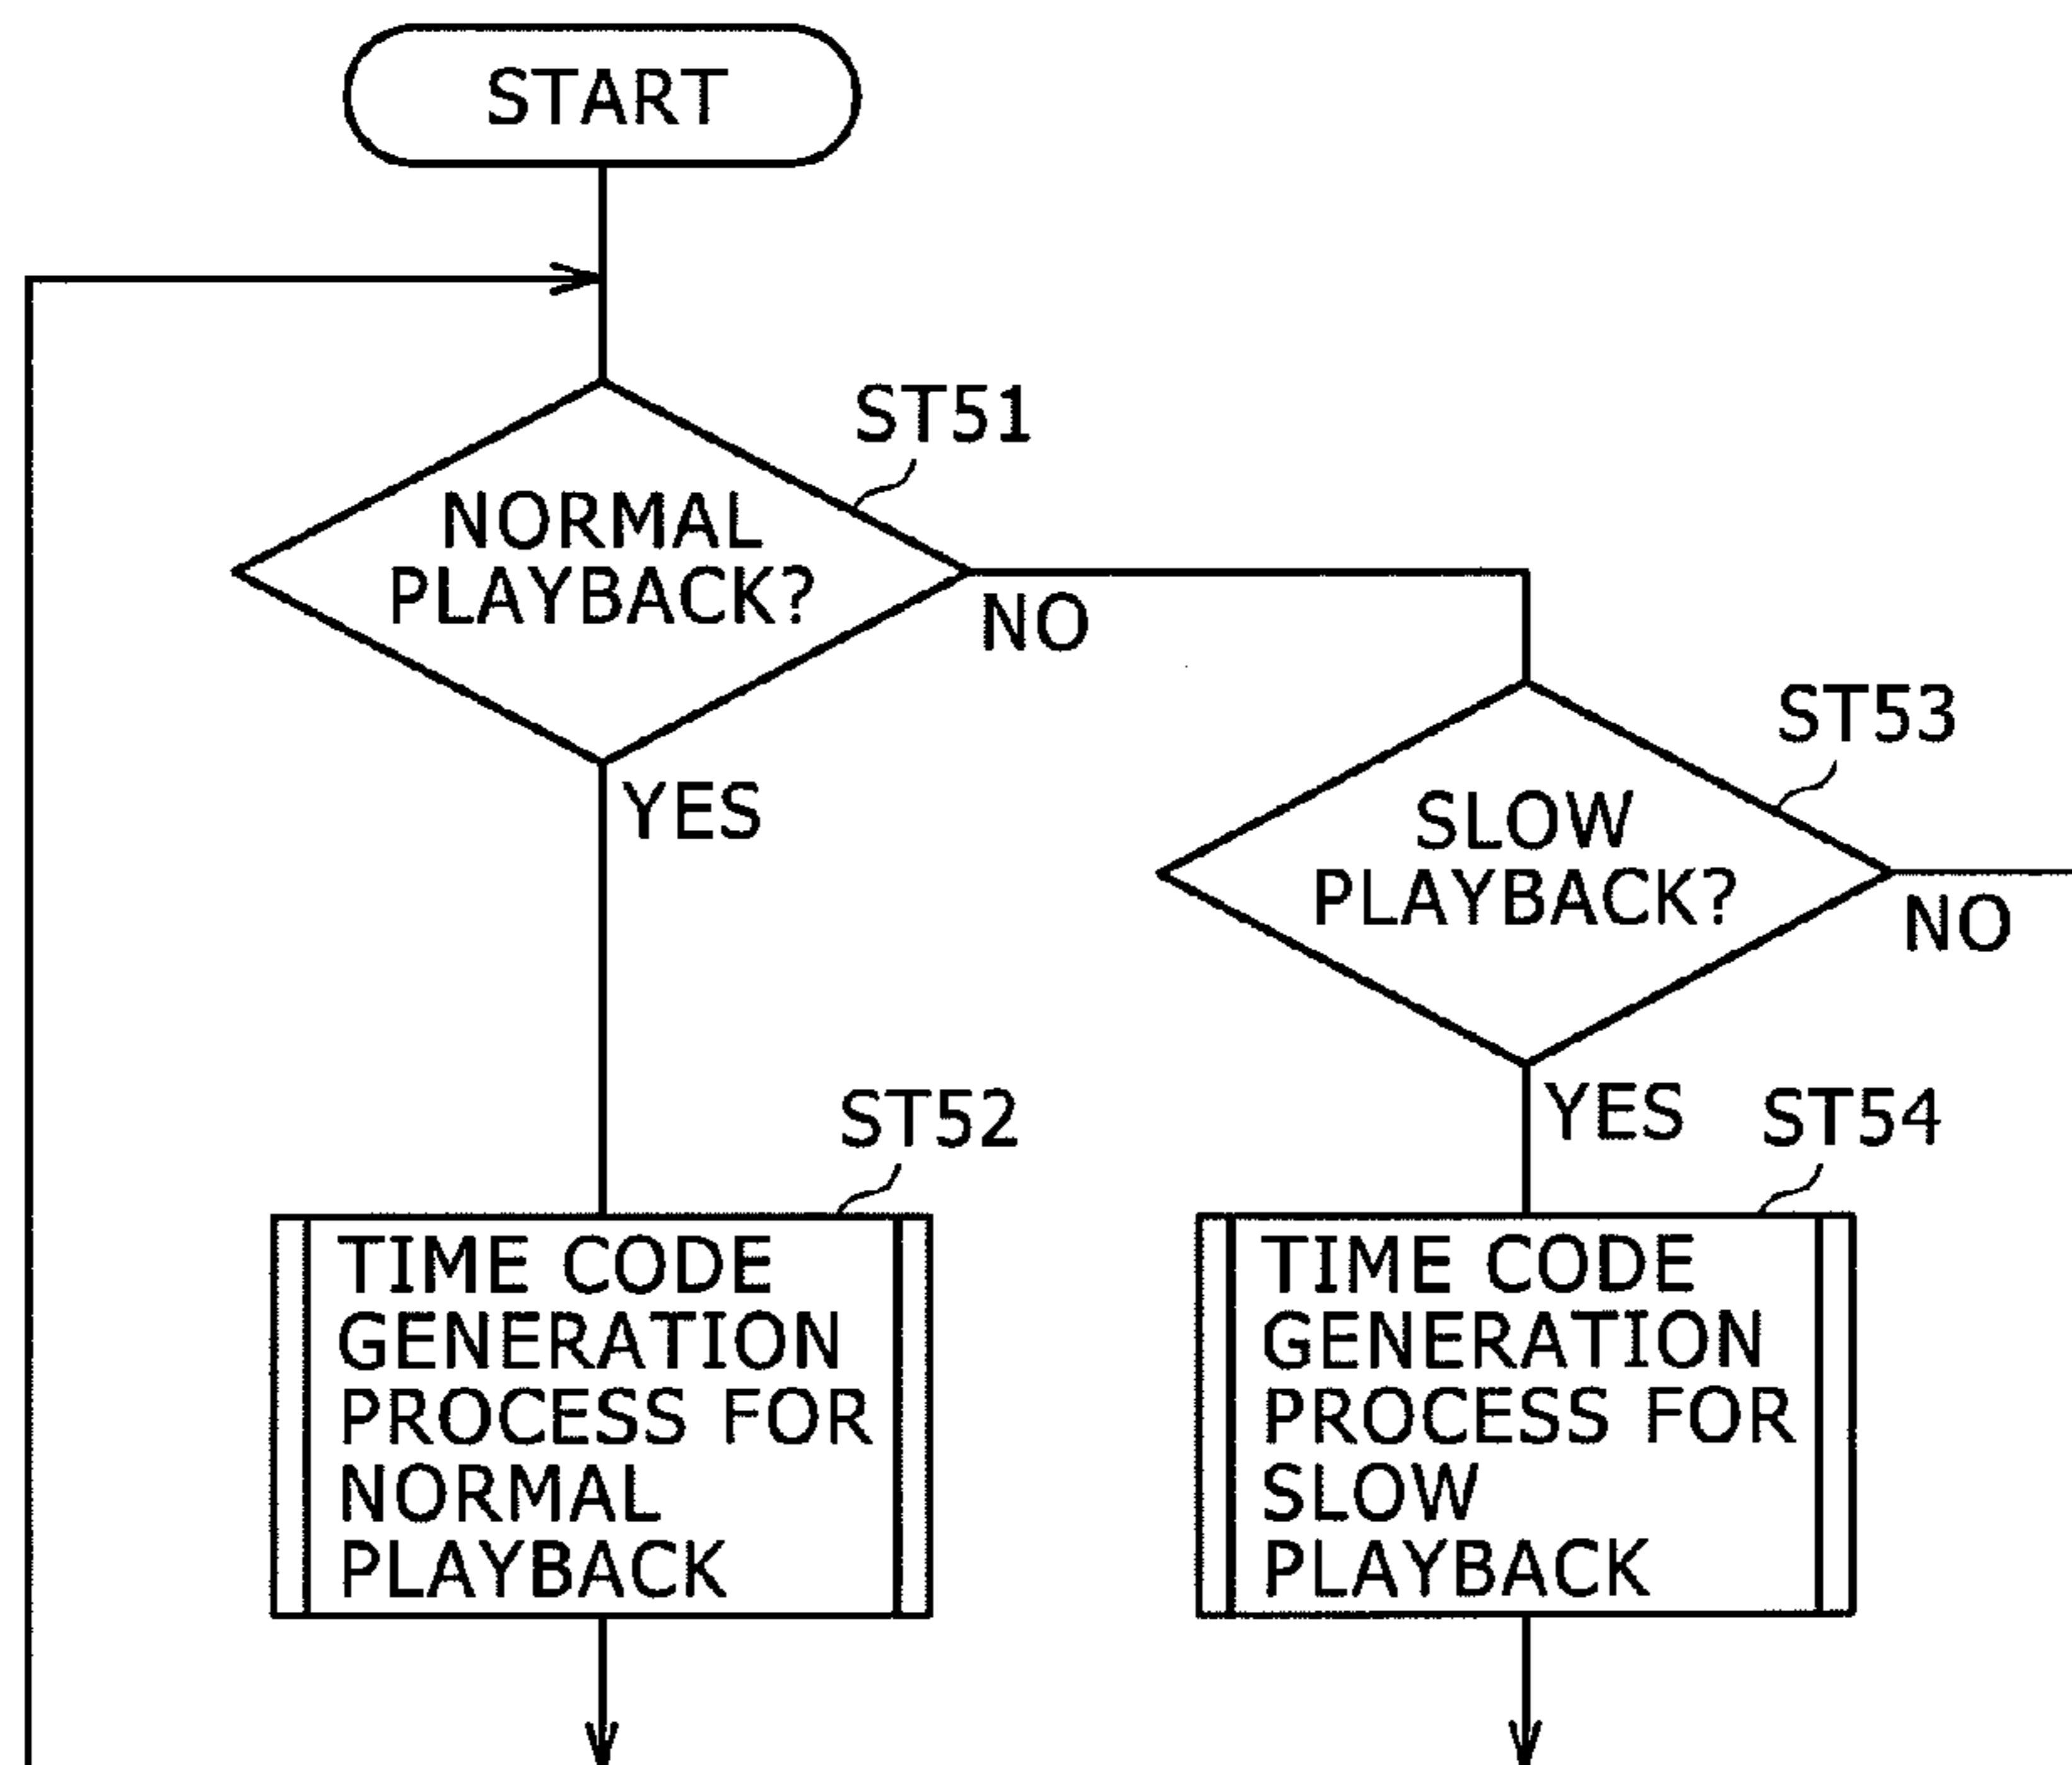 START
ST51
NORMAL
PLAYBACK?
NO
YES
ST53
SLOW
PLAYBACK?
NO
YES
ST52
TIME CODE
GENERATION
PROCESS FOR
NORMAL
PLAYBACK
ST54
TIME CODE
GENERATION
PROCESS FOR
SLOW
PLAYBACK